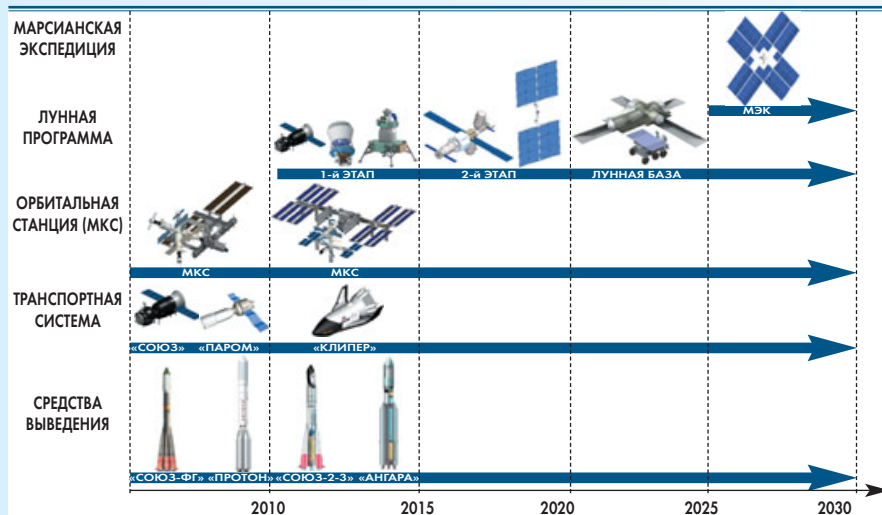 МАРСИАНСКАЯ
ЭКСПЕДИЦИЯ
МЭК
ЛУННАЯ
ПРОГРАММА
1-й ЭТАП 2-й ЭТАП ЛУННАЯ БАЗА
ОРБИТАЛЬНАЯ
СТАНЦИЯ (МКС)
МКС МКС
ТРАНСПОРТНАЯ
СИСТЕМА
«СОЮЗ» «ПАРОМ» «КЛИПЕР»
СРЕДСТВА
ВЫВЕДЕНИЯ
«СОЮЗ-ФГ» «ПРОТОН» «СОЮЗ-2-3» «АНГАРА»
2010 2015 2020 2025 2030